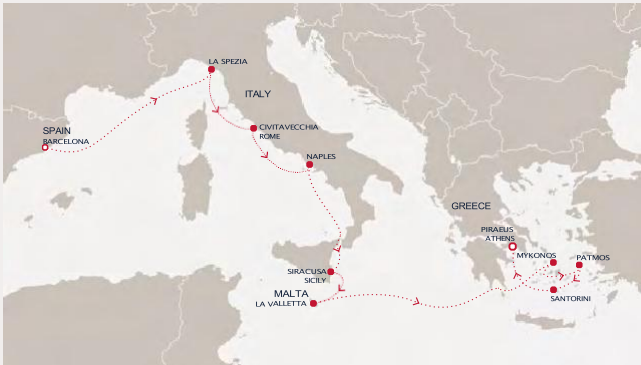 LA SPEZIA
ITALY
SPAIN
BARCELONA
CIVITAVECCHIA
ROME
NAPLES
GREECE
PIRAEUS
ATHENS
MYKONOS
PATMOS
SIRACUSA
SICILY
MALTA
LA VALLETTA
SANTORINI